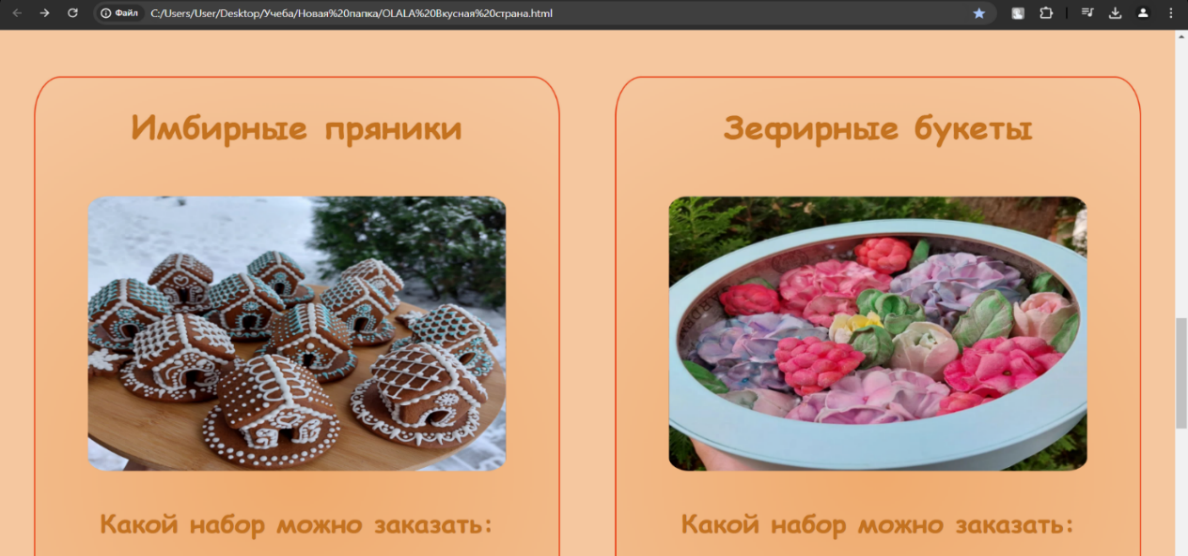 Файл C:/Users/User/Desktop/Учеба/Новая%20папка/OLALA%20Вкусная%20страна.html
Имбирные пряники
Зефирные букеты
Какой набор можно заказать:
Какой набор можно заказать: